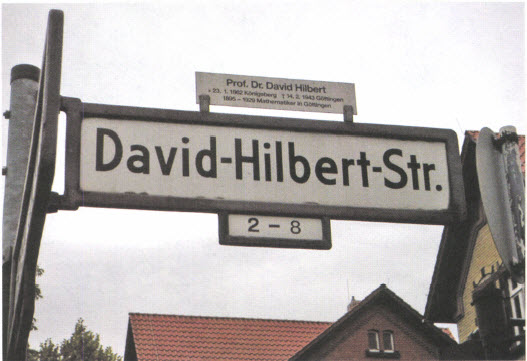 Prof. Dr. David Hilbert
* 23. 1. 1862 Königsberg † 14. 2. 1943 Göttingen
1895 – 1929 Mathematiker in Göttingen
David-Hilbert-Str.
2 – 8